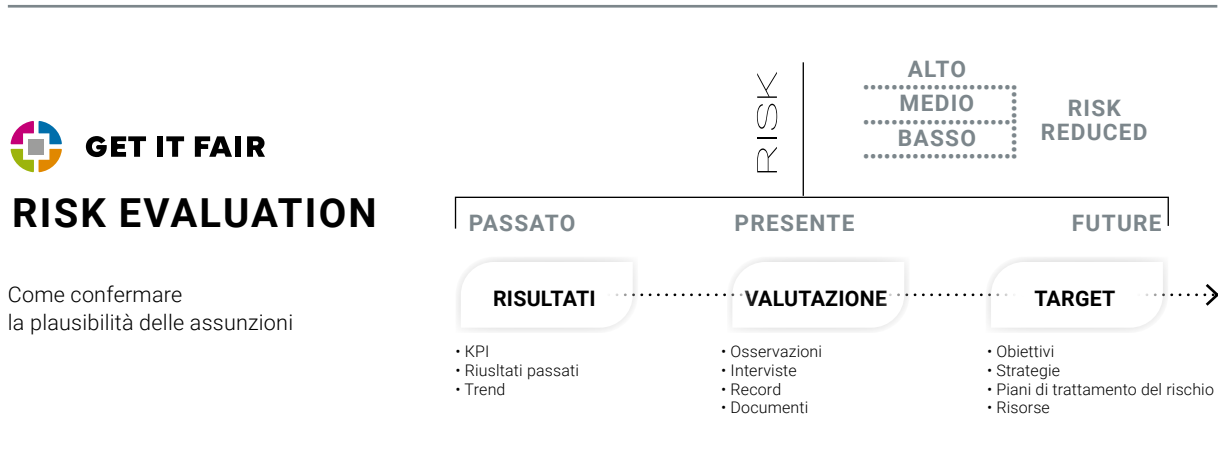 GET IT FAIR
RISK EVALUATION
Come confermare
la plausibilità delle assunzioni
RISK
ALTO
MEDIO
BASSO
RISK
REDUCED
PASSATO
PRESENTE
FUTURE
RISULTATI
VALUTAZIONE
TARGET
• KPI
• Riusltati passati
• Trend
• Osservazioni
• Interviste
• Record
• Documenti
• Obiettivi
• Strategie
• Piani di trattamento del rischio
• Risorse